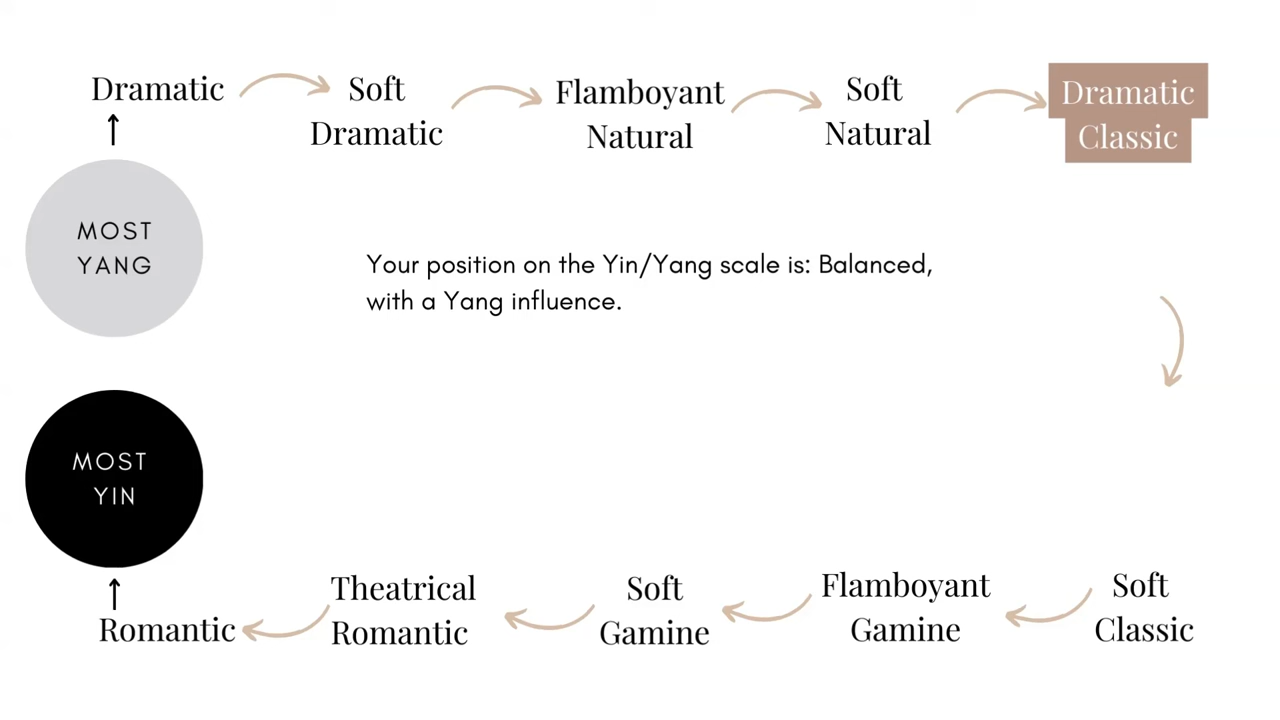 Dramatic
Soft
Dramatic
Flamboyant
Natural
Soft
Natural
Dramatic
Classic
MOST
YANG
Your position on the Yin/Yang scale is: Balanced,
with a Yang influence.
MOST
YIN
Romantic
Theatrical
Romantic
Soft
Gamine
Flamboyant
Gamine
Soft
Classic